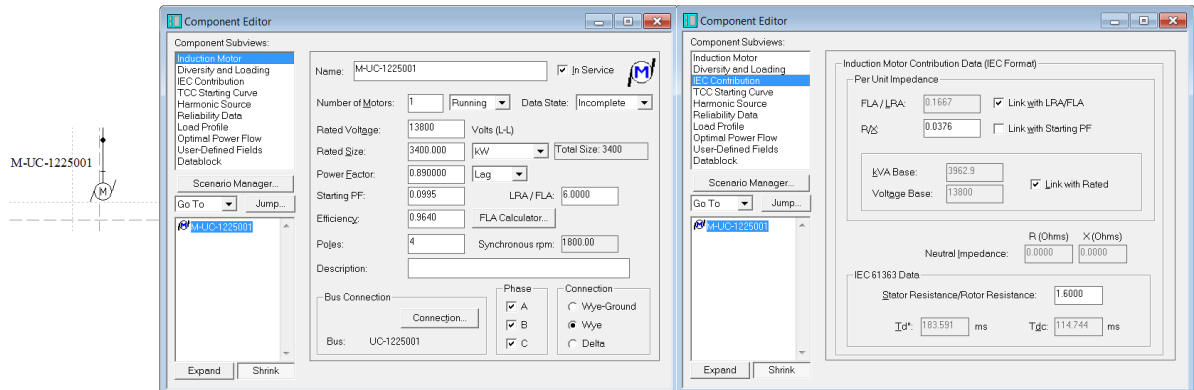 M-UC-1225001
M
Component Editor
Component Subviews:
Induction Motor
Diversity and Loading
IEC Contribution
TCC Starting Curve
Harmonic Source
Reliability Data
Load Profile
Optimal Power Flow
User-Defined Fields
Datablock
Scenario Manager...
Go To
Jump...
M M-UC-1225001
Expand Shrink
Name: M-UC-1225001 In Service M
Number of Motors: 1 Running Data State: Incomplete
Rated Voltage: 13800 Volts (L-L)
Rated Size: 3400.000 kW Total Size: 3400
Power Factor: 0.890000 Lag
Starting PF: 0.0995 LRA / FLA: 6.0000
Efficiency: 0.9640 FLA Calculator...
Poles: 4 Synchronous rpm: 1800.00
Description:
Bus Connection
Connection...
Bus: UC-1225001
Phase
A
B
C
Connection
Wye-Ground
Wye
Delta
Component Editor
Component Subviews:
Induction Motor
Diversity and Loading
IEC Contribution
TCC Starting Curve
Harmonic Source
Reliability Data
Load Profile
Optimal Power Flow
User-Defined Fields
Datablock
Scenario Manager...
Go To
Jump...
M M-UC-1225001
Expand Shrink
Induction Motor Contribution Data (IEC Format)
Per Unit Impedance
FLA / LRA: 0.1667 Link with LRA/FLA
R/X: 0.0376 Link with Starting PF
KVA Base: 3962.9
Voltage Base: 13800
Link with Rated
R (Ohms) X (Ohms)
Neutral Impedance: 0.0000 0.0000
IEC 61363 Data
Stator Resistance/Rotor Resistance: 1.6000
Td": 183.591 ms Tdc: 114.744 ms